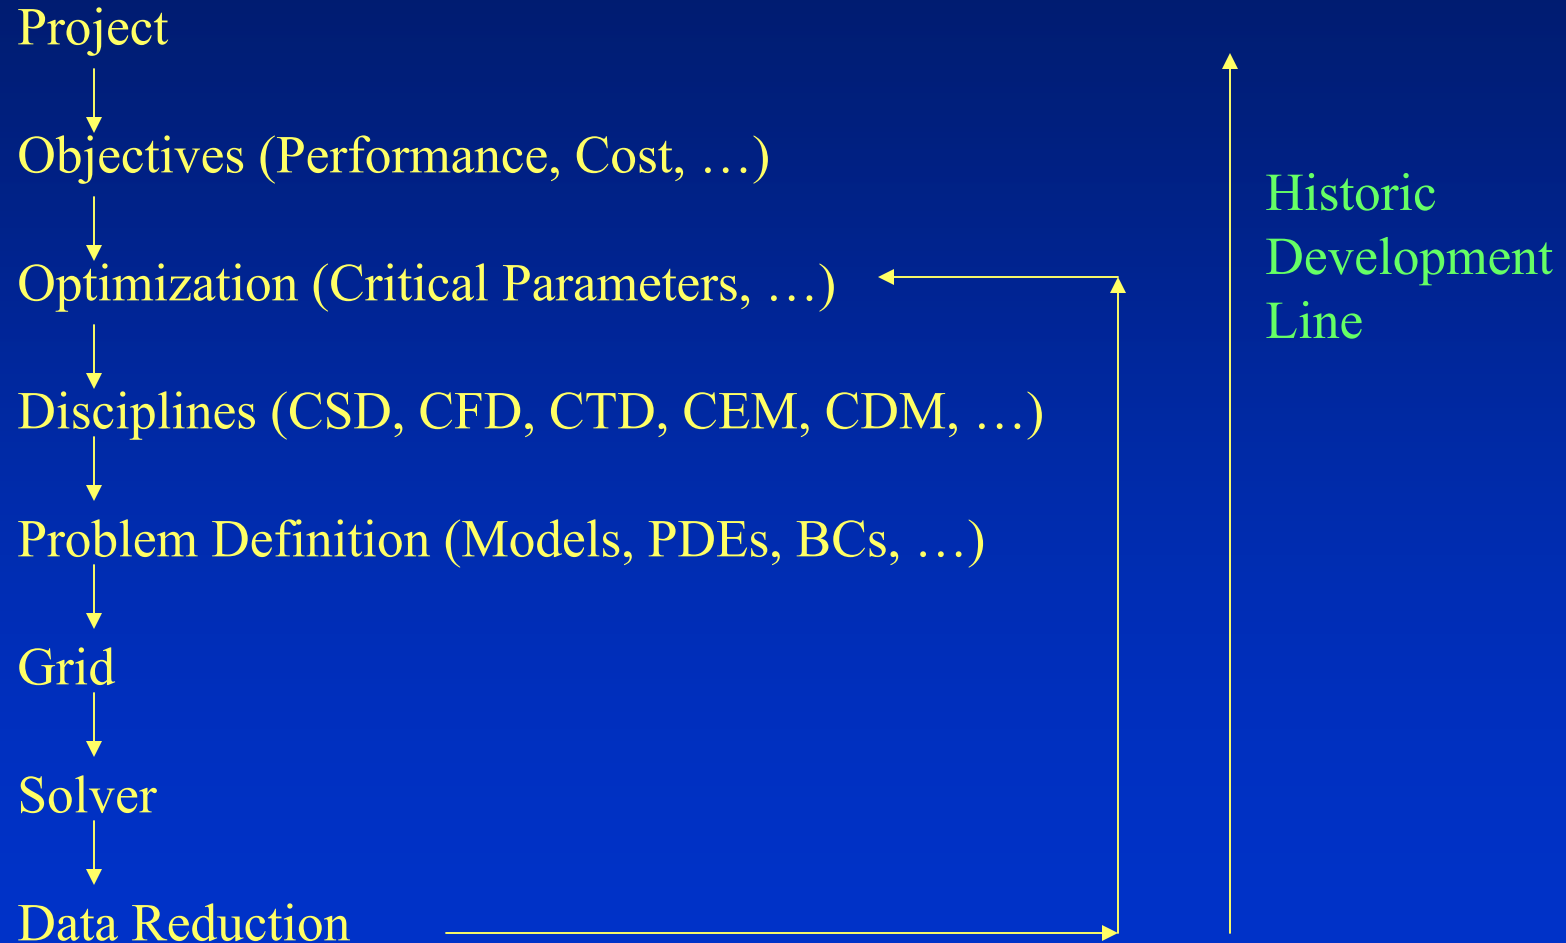 Project
Objectives (Performance, Cost, …)
Optimization (Critical Parameters, …)
Disciplines (CSD, CFD, CTD, CEM, CDM, …)
Problem Definition (Models, PDEs, BCs, …)
Grid
Solver
Data Reduction
Historic
Development
Line